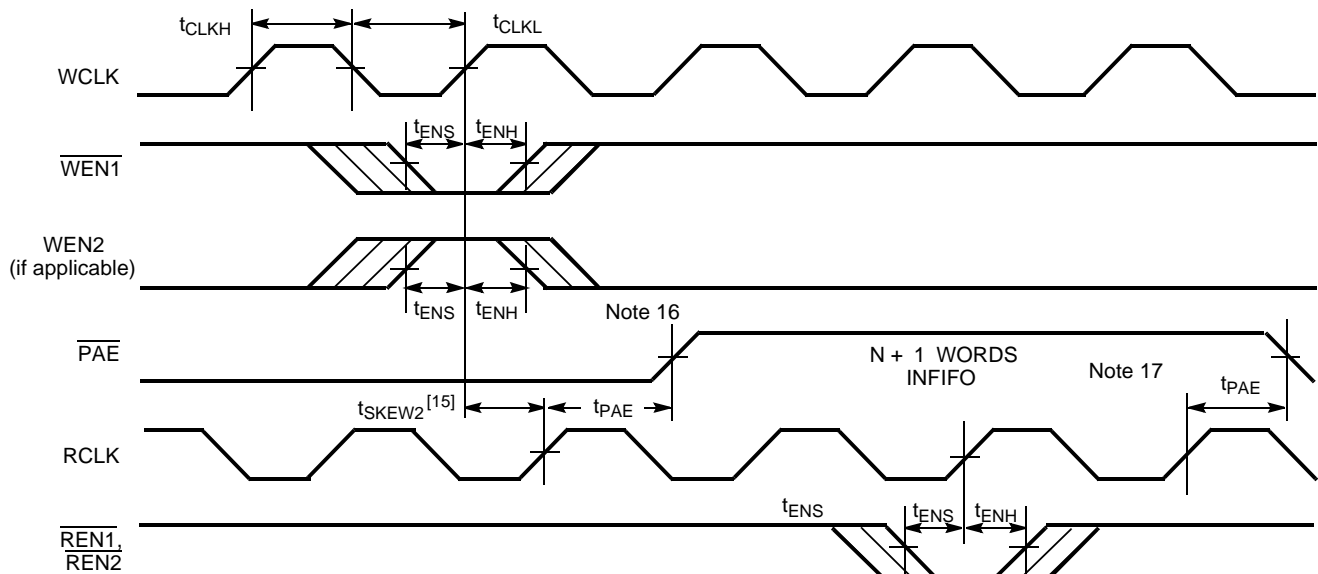 tCLKH
tCLKL
WCLK
tENS
tENH
WEN1
WEN2
(if applicable)
tENS
tENH
Note 16
PAE
N + 1 WORDS
INFIFO
Note 17
tPAE
tSKEW2[15]
tPAE
RCLK
tENS
tENS
tENH
REN1,
REN2